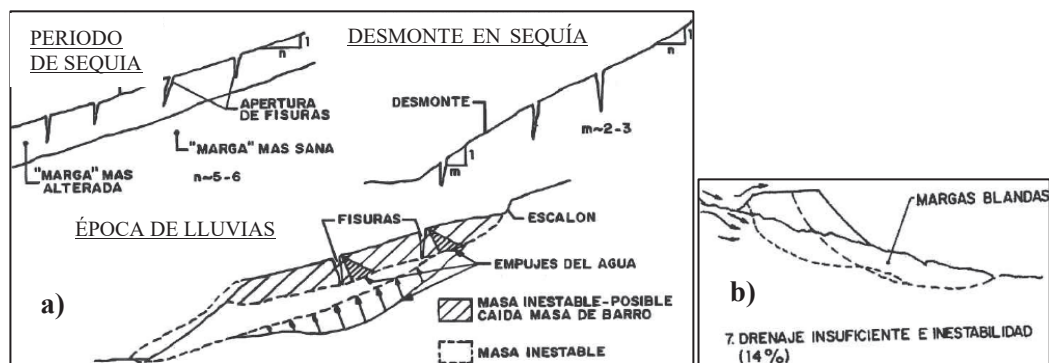 PERIODO
DE SEQUIA
1
n
APERTURA
DE FISURAS
"MARGA" MAS SANA
"MARGA" MAS
ALTERADA
n~5-6
DESMONTE EN SEQUÍA
1
n
DESMONTE
m~2-3
1
m
ÉPOCA DE LLUVIAS
FISURAS
ESCALON
EMPUJES DEL AGUA
a)
MASA INESTABLE-POSIBLE
CAIDA MASA DE BARRO
MASA INESTABLE
MARGAS BLANDAS
b)
7. DRENAJE INSUFICIENTE E INESTABILIDAD
(14%)